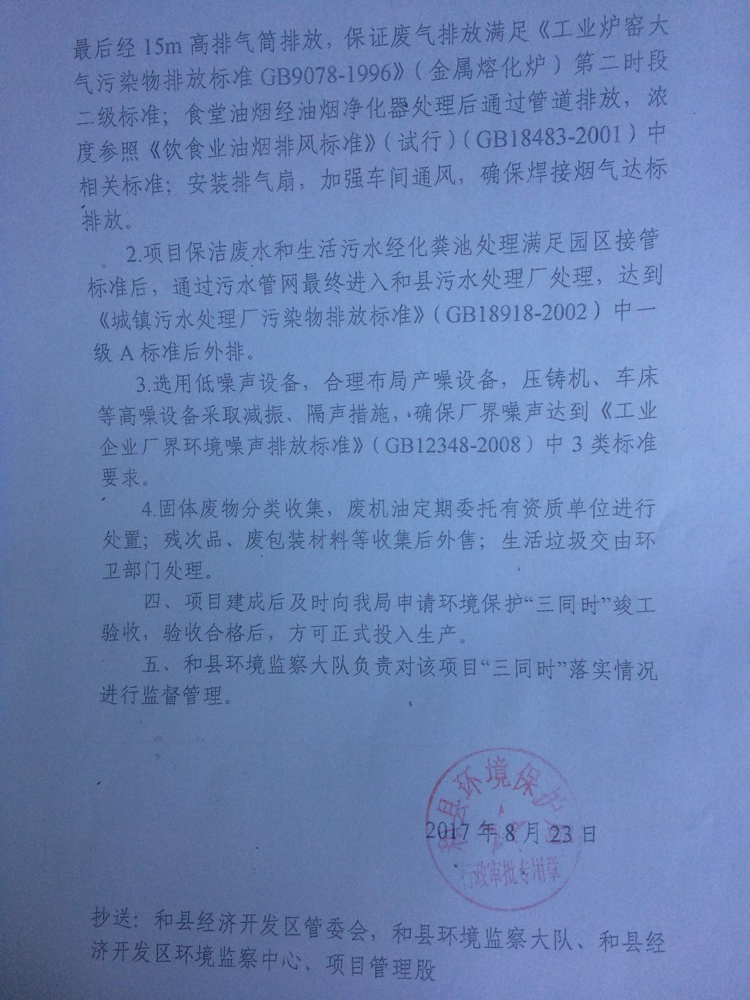 最后经15m高排气筒排放，保证废气排放满足《工业炉窑大
气污染物排放标准GB9078-1996》（金属熔化炉）第二时段
二级标准；食堂油烟经油烟净化器处理后通过管道排放，浓
度参照《饮食业油烟排风标准》（试行）（GB18483-2001）中
相关标准；安装排气扇，加强车间通风，确保焊接烟气达标
排放。
2.项目保洁废水和生活污水经化粪池处理满足园区接管
标准后，通过污水管网最终进入和县污水处理厂处理，达到
《城镇污水处理厂污染物排放标准》（GB18918-2002）中一
级A标准后外排。
3.选用低噪声设备，合理布局产噪设备，压铸机、车床
等高噪设备采取减振、隔声措施，确保厂界噪声达到《工业
企业厂界环境噪声排放标准》（GB12348-2008）中3类标准
要求。
4.固体废物分类收集，废机油定期委托有资质单位进行
处置；残次品、废包装材料等收集后外售；生活垃圾交由环
卫部门处理。
四、项目建成后及时向我局申请环境保护“三同时”竣工
验收，验收合格后，方可正式投入生产。
五、和县环境监察大队负责对该项目“三同时”落实情况
进行监督管理。
和县环境保护
2017年8月23日
行政审批专用章
抄送：和县经济开发区管委会，和县环境监察大队、和县经
济开发区环境监察中心、项目管理股